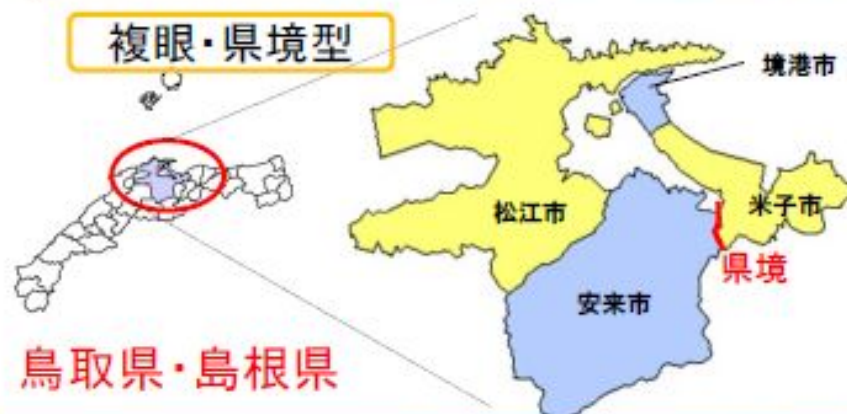 複眼・県境型
境港市
松江市
米子市
県境
安来市
鳥取県・島根県